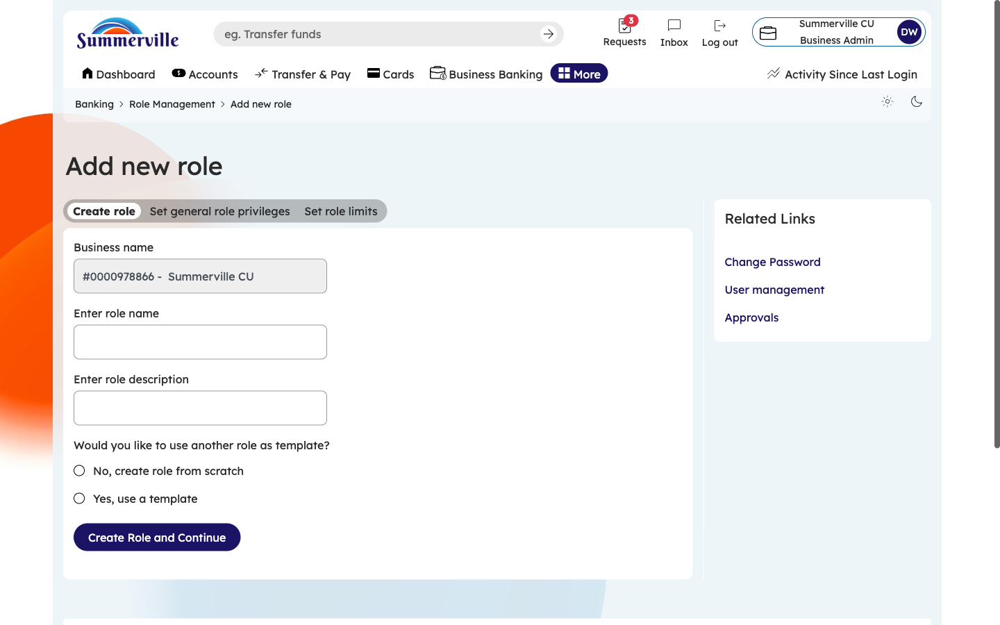 Summerville
eg. Transfer funds
3
Requests
Inbox
Log out
Summerville CU
Business Admin
DW
Dashboard
Accounts
Transfer & Pay
Cards
Business Banking
More
Activity Since Last Login
Banking > Role Management > Add new role
Add new role
Create role
Set general role privileges
Set role limits
Business name
#0000978866 - Summerville CU
Enter role name
Enter role description
Would you like to use another role as template?
No, create role from scratch
Yes, use a template
Create Role and Continue
Related Links
Change Password
User management
Approvals